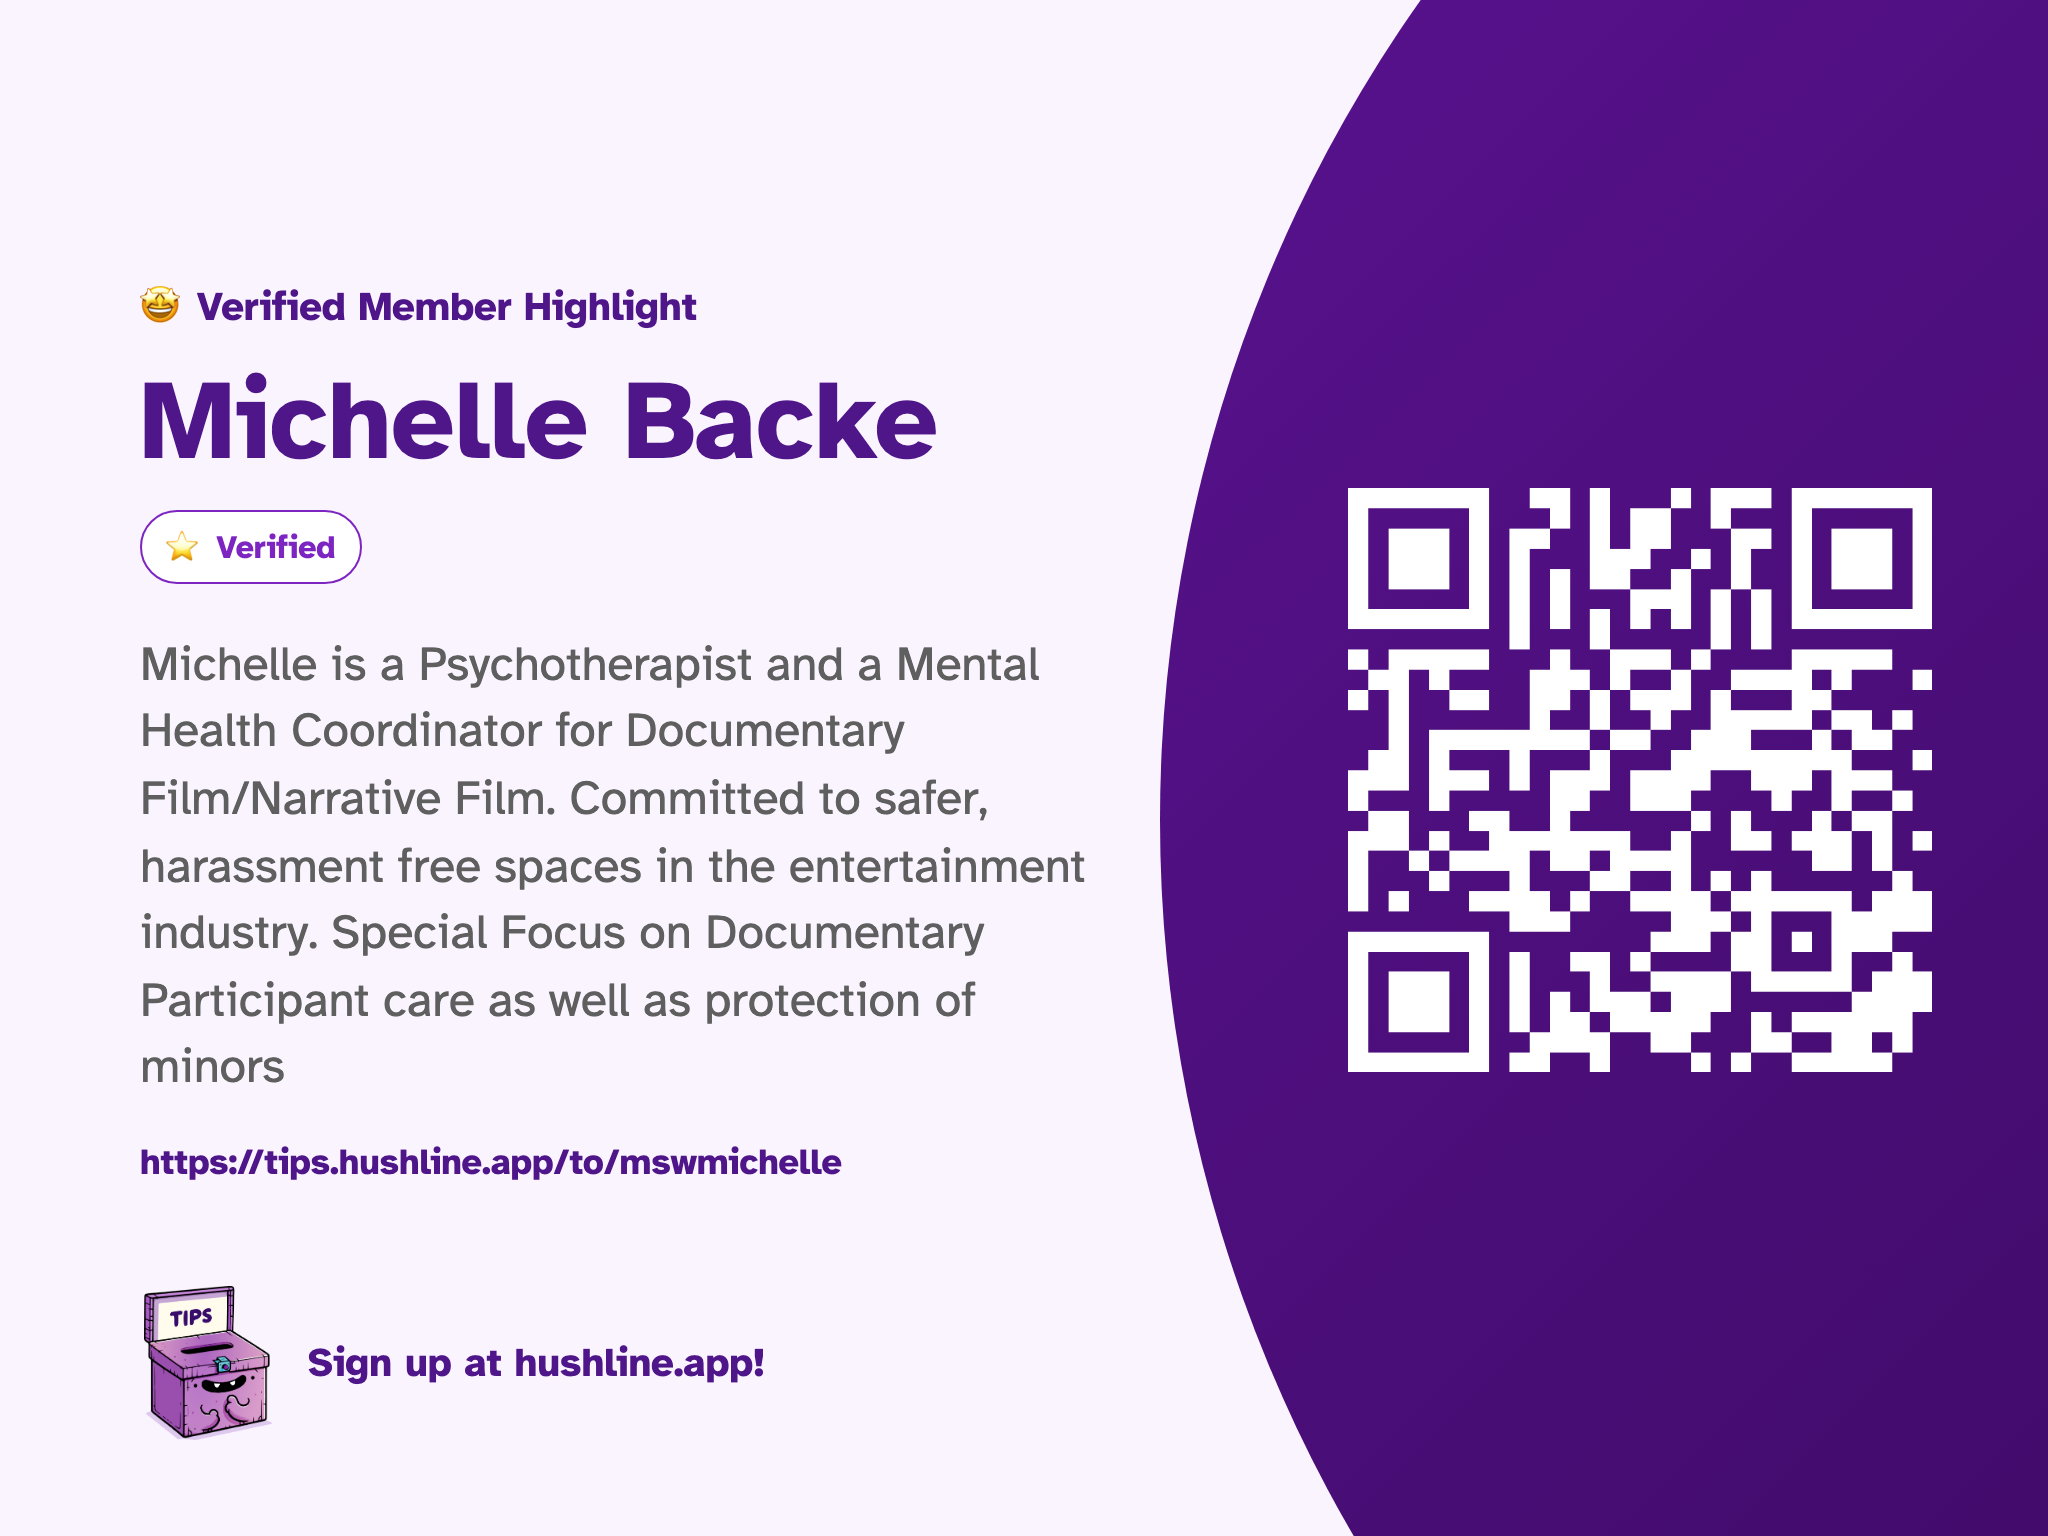 🤩 Verified Member Highlight
Michelle Backe
⭐ Verified
Michelle is a Psychotherapist and a Mental
Health Coordinator for Documentary
Film/Narrative Film. Committed to safer,
harassment free spaces in the entertainment
industry. Special Focus on Documentary
Participant care as well as protection of
minors
https://tips.hushline.app/to/mswmichelle
TIPS
Sign up at hushline.app!